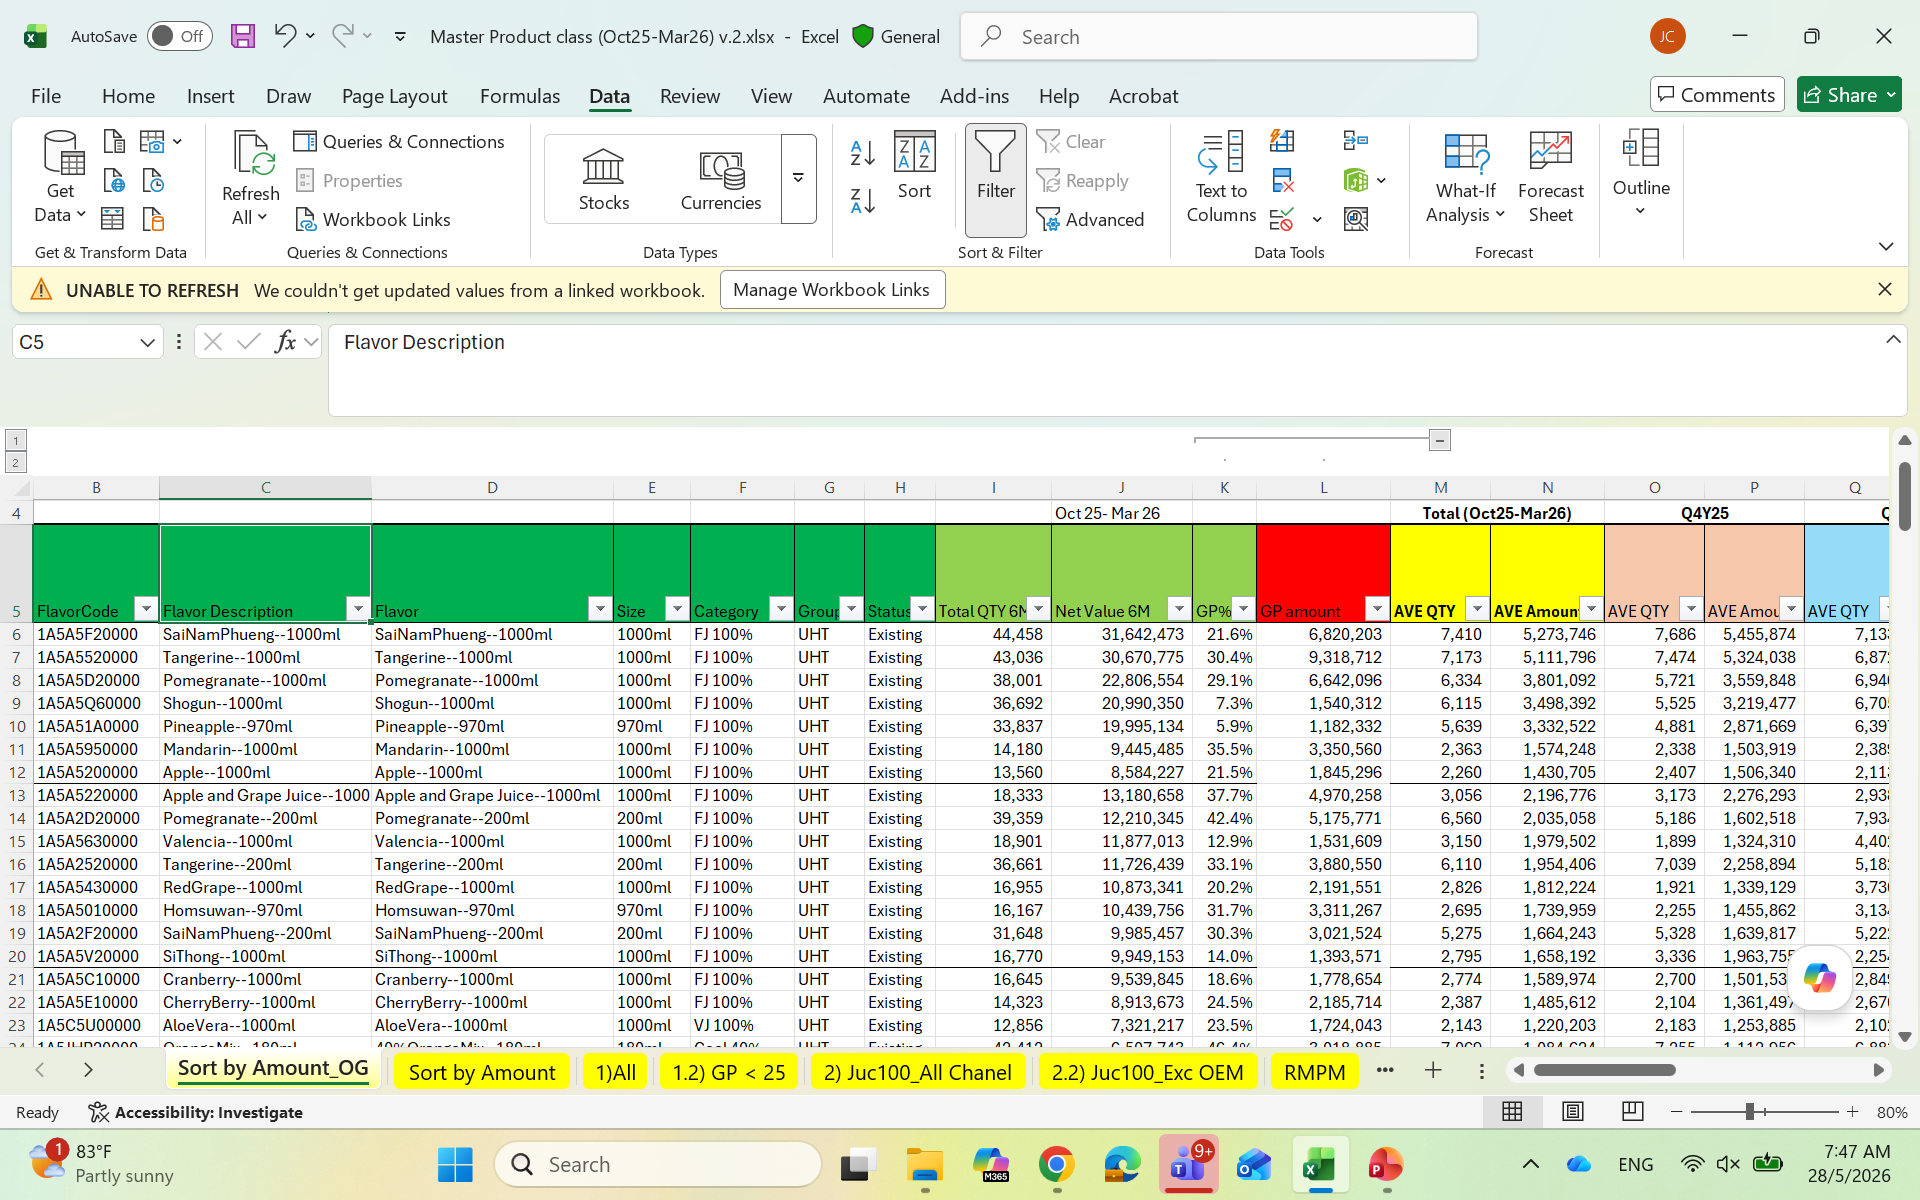 AutoSave Off Master Product class (Oct25-Mar26) v.2.xlsx - Excel General Search JC
File Home Insert Draw Page Layout Formulas Data Review View Automate Add-ins Help Acrobat Comments Share
Get Data
Refresh All
Queries & Connections
Properties
Workbook Links
Stocks Currencies
Sort
Filter
Clear
Reapply
Advanced
Text to Columns
What-If Analysis
Forecast Sheet
Outline
Get & Transform Data Queries & Connections Data Types Sort & Filter Data Tools Forecast
UNABLE TO REFRESH We couldn't get updated values from a linked workbook. Manage Workbook Links
C5 fx Flavor Description
1
2
B C D E F G H I J K L M N O P Q
4 Oct 25- Mar 26 Total (Oct25-Mar26) Q4Y25
5 FlavorCode Flavor Description Flavor Size Category Group Status Total QTY 6M Net Value 6M GP% GP amount AVE QTY AVE Amoun AVE QTY AVE Amou AVE QTY
6 1A5A5F20000 SaiNamPhueng--1000ml SaiNamPhueng--1000ml 1000ml FJ 100% UHT Existing 44,458 31,642,473 21.6% 6,820,203 7,410 5,273,746 7,686 5,455,874
7 1A5A5520000 Tangerine--1000ml Tangerine--1000ml 1000ml FJ 100% UHT Existing 43,036 30,670,775 30.4% 9,318,712 7,173 5,111,796 7,474 5,324,038
8 1A5A5D20000 Pomegranate--1000ml Pomegranate--1000ml 1000ml FJ 100% UHT Existing 38,001 22,806,554 29.1% 6,642,096 6,334 3,801,092 5,721 3,559,848
9 1A5A5Q60000 Shogun--1000ml Shogun--1000ml 1000ml FJ 100% UHT Existing 36,692 20,990,350 7.3% 1,540,312 6,115 3,498,392 5,525 3,219,477
10 1A5A51A0000 Pineapple--970ml Pineapple--970ml 970ml FJ 100% UHT Existing 33,837 19,995,134 5.9% 1,182,332 5,639 3,332,522 4,881 2,871,669
11 1A5A5950000 Mandarin--1000ml Mandarin--1000ml 1000ml FJ 100% UHT Existing 14,180 9,445,485 35.5% 3,350,560 2,363 1,574,248 2,338 1,503,919
12 1A5A5200000 Apple--1000ml Apple--1000ml 1000ml FJ 100% UHT Existing 13,560 8,584,227 21.5% 1,845,296 2,260 1,430,705 2,407 1,506,340
13 1A5A5220000 Apple and Grape Juice--1000 Apple and Grape Juice--1000ml 1000ml FJ 100% UHT Existing 18,333 13,180,658 37.7% 4,970,258 3,056 2,196,776 3,173 2,276,293
14 1A5A2D20000 Pomegranate--200ml Pomegranate--200ml 200ml FJ 100% UHT Existing 39,359 12,210,345 42.4% 5,175,771 6,560 2,035,058 5,186 1,602,518
15 1A5A5630000 Valencia--1000ml Valencia--1000ml 1000ml FJ 100% UHT Existing 18,901 11,877,013 12.9% 1,531,609 3,150 1,979,502 1,899 1,324,310
16 1A5A2520000 Tangerine--200ml Tangerine--200ml 200ml FJ 100% UHT Existing 36,661 11,726,439 33.1% 3,880,550 6,110 1,954,406 7,039 2,258,894
17 1A5A5430000 RedGrape--1000ml RedGrape--1000ml 1000ml FJ 100% UHT Existing 16,955 10,873,341 20.2% 2,191,551 2,826 1,812,224 1,921 1,339,129
18 1A5A5010000 Homsuwan--970ml Homsuwan--970ml 970ml FJ 100% UHT Existing 16,167 10,439,756 31.7% 3,311,267 2,695 1,739,959 2,255 1,455,862
19 1A5A2F20000 SaiNamPhueng--200ml SaiNamPhueng--200ml 200ml FJ 100% UHT Existing 31,648 9,985,457 30.3% 3,021,524 5,275 1,664,243 5,328 1,639,817
20 1A5A5V20000 SiThong--1000ml SiThong--1000ml 1000ml FJ 100% UHT Existing 16,770 9,949,153 14.0% 1,393,571 2,795 1,658,192 3,336
21 1A5A5C10000 Cranberry--1000ml Cranberry--1000ml 1000ml FJ 100% UHT Existing 16,645 9,539,845 18.6% 1,778,654 2,774 1,589,974 2,700
22 1A5A5E10000 CherryBerry--1000ml CherryBerry--1000ml 1000ml FJ 100% UHT Existing 14,323 8,913,673 24.5% 2,185,714 2,387 1,485,612 2,104
23 1A5C5U00000 AloeVera--1000ml AloeVera--1000ml 1000ml VJ 100% UHT Existing 12,856 7,321,217 23.5% 1,724,043 2,143 1,220,203 2,183 1,253,885
Sort by Amount_OG Sort by Amount 1)All 1.2) GP < 25 2) Juc100_All Chanel 2.2) Juc100_Exc OEM RMPM
Ready Accessibility: Investigate 80%
1 83°F
Partly sunny
Search
M365
9+
ENG
7:47 AM
28/5/2026